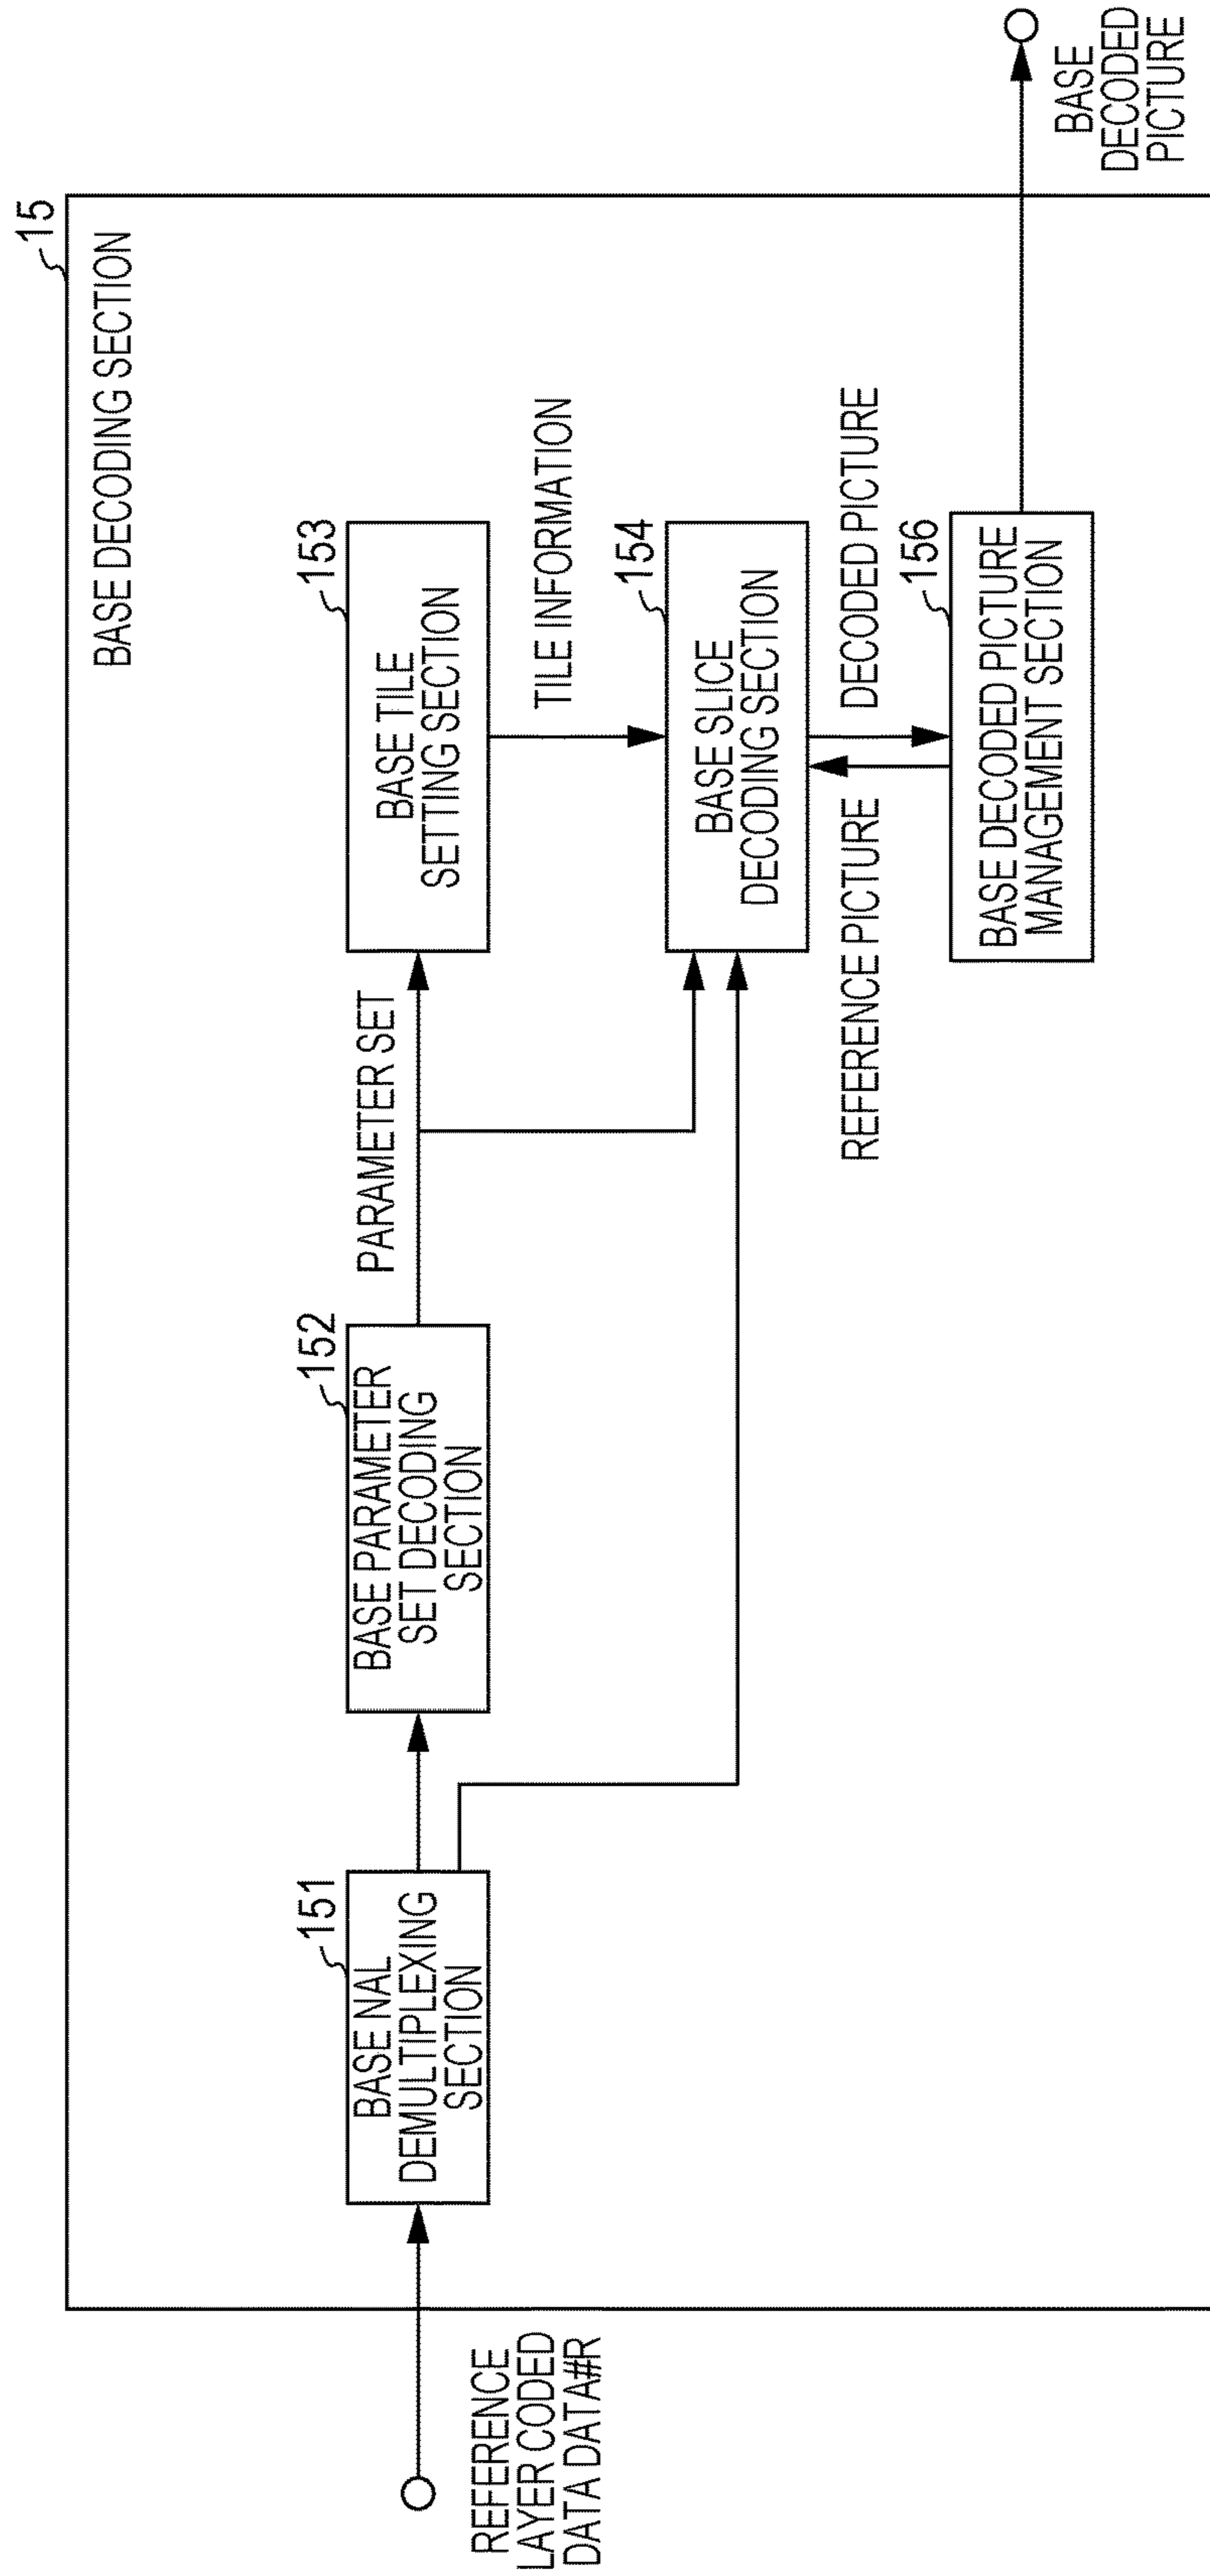 15
BASE DECODING SECTION
REFERENCE
LAYER CODED
DATA DATA#R
151
BASE NAL
DEMULTIPLEXING
SECTION
152
BASE PARAMETER
SET DECODING
SECTION
PARAMETER SET
153
BASE TILE
SETTING SECTION
TILE INFORMATION
154
BASE SLICE
DECODING SECTION
REFERENCE PICTURE
DECODED PICTURE
156
BASE DECODED PICTURE
MANAGEMENT SECTION
BASE
DECODED
PICTURE